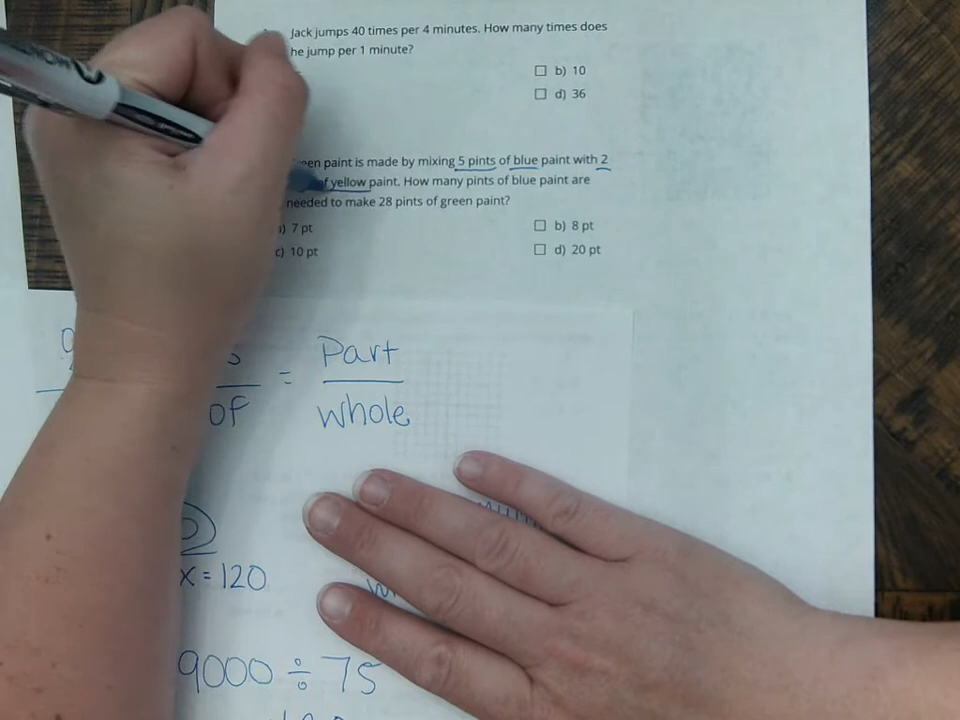 Jack jumps 40 times per 4 minutes. How many times does
he jump per 1 minute?
b) 10
d) 36
paint is made by mixing 5 pints of blue paint with 2
of yellow paint. How many pints of blue paint are
needed to make 28 pints of green paint?
7 pt
b) 8 pt
c) 10 pt
d) 20 pt
= Part
of whole
x = 120
9000 ÷ 75